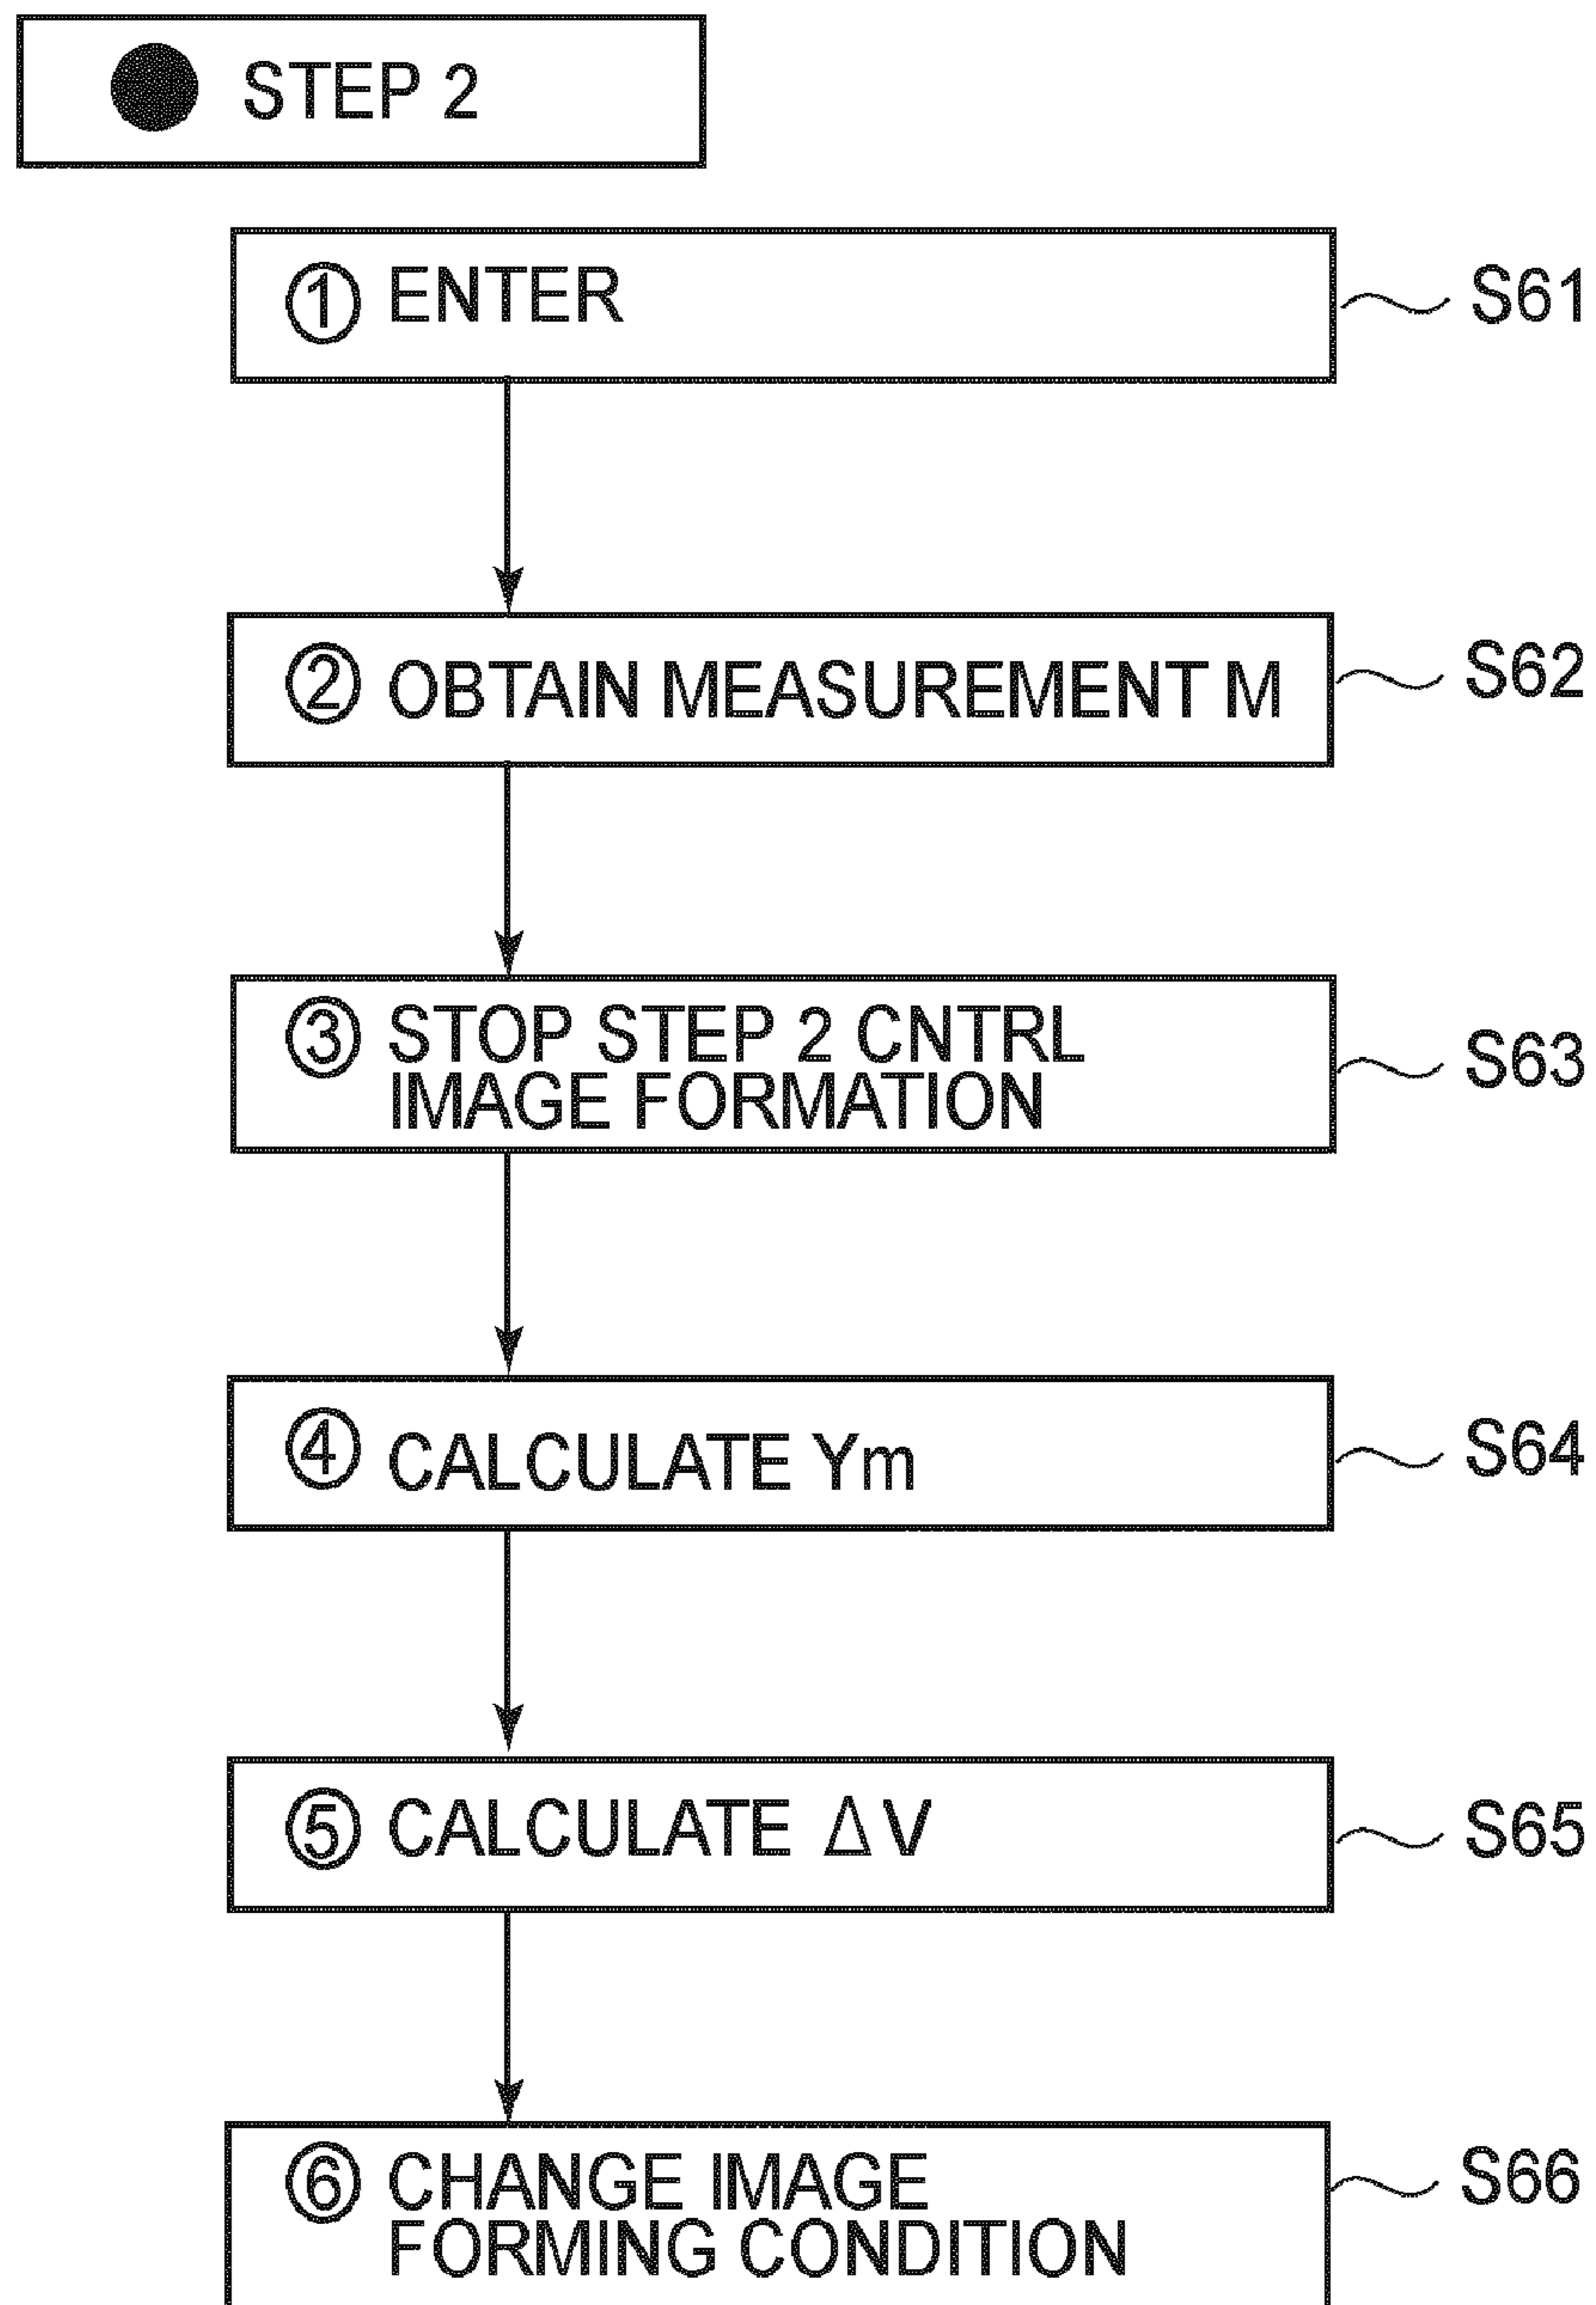 ● STEP 2
① ENTER
S61
② OBTAIN MEASUREMENT M
S62
③ STOP STEP 2 CNTRL
IMAGE FORMATION
S63
④ CALCULATE Ym
S64
⑤ CALCULATE ΔV
S65
⑥ CHANGE IMAGE
FORMING CONDITION
S66